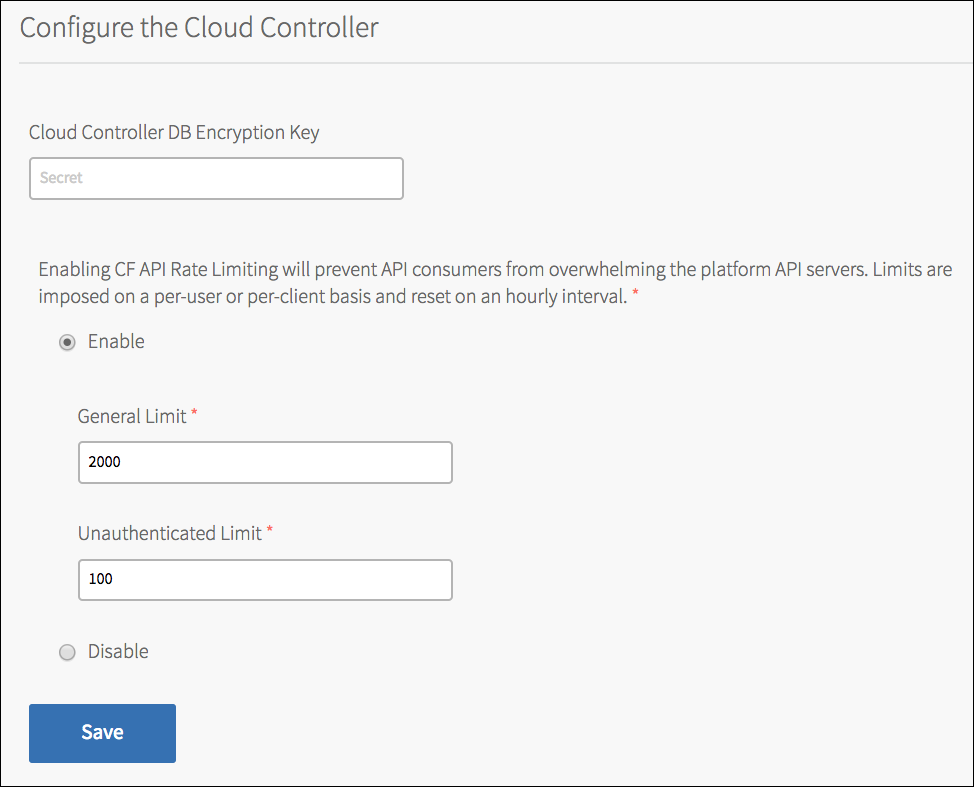 Configure the Cloud Controller
Cloud Controller DB Encryption Key
Secret
Enabling CF API Rate Limiting will prevent API consumers from overwhelming the platform API servers. Limits are
imposed on a per-user or per-client basis and reset on an hourly interval. *
Enable
General Limit *
2000
Unauthenticated Limit *
100
Disable
Save